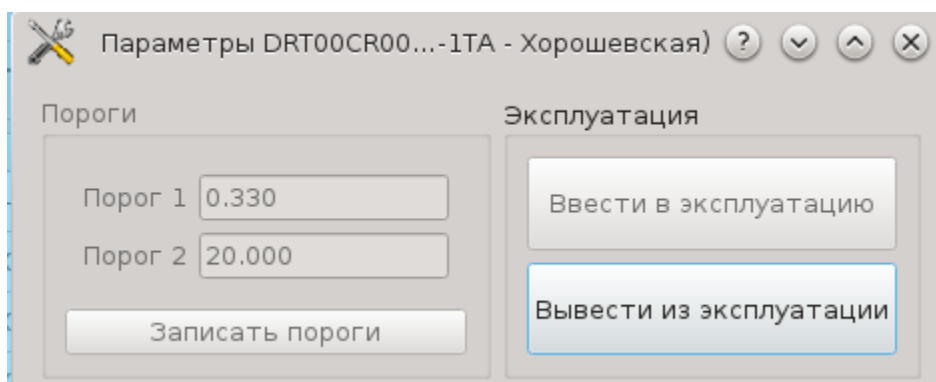 Параметры DRT00CR00...-1TA - Хорошевская)
Пороги
Порог 1 0.330
Порог 2 20.000
Записать пороги
Эксплуатация
Ввести в эксплуатацию
Вывести из эксплуатации